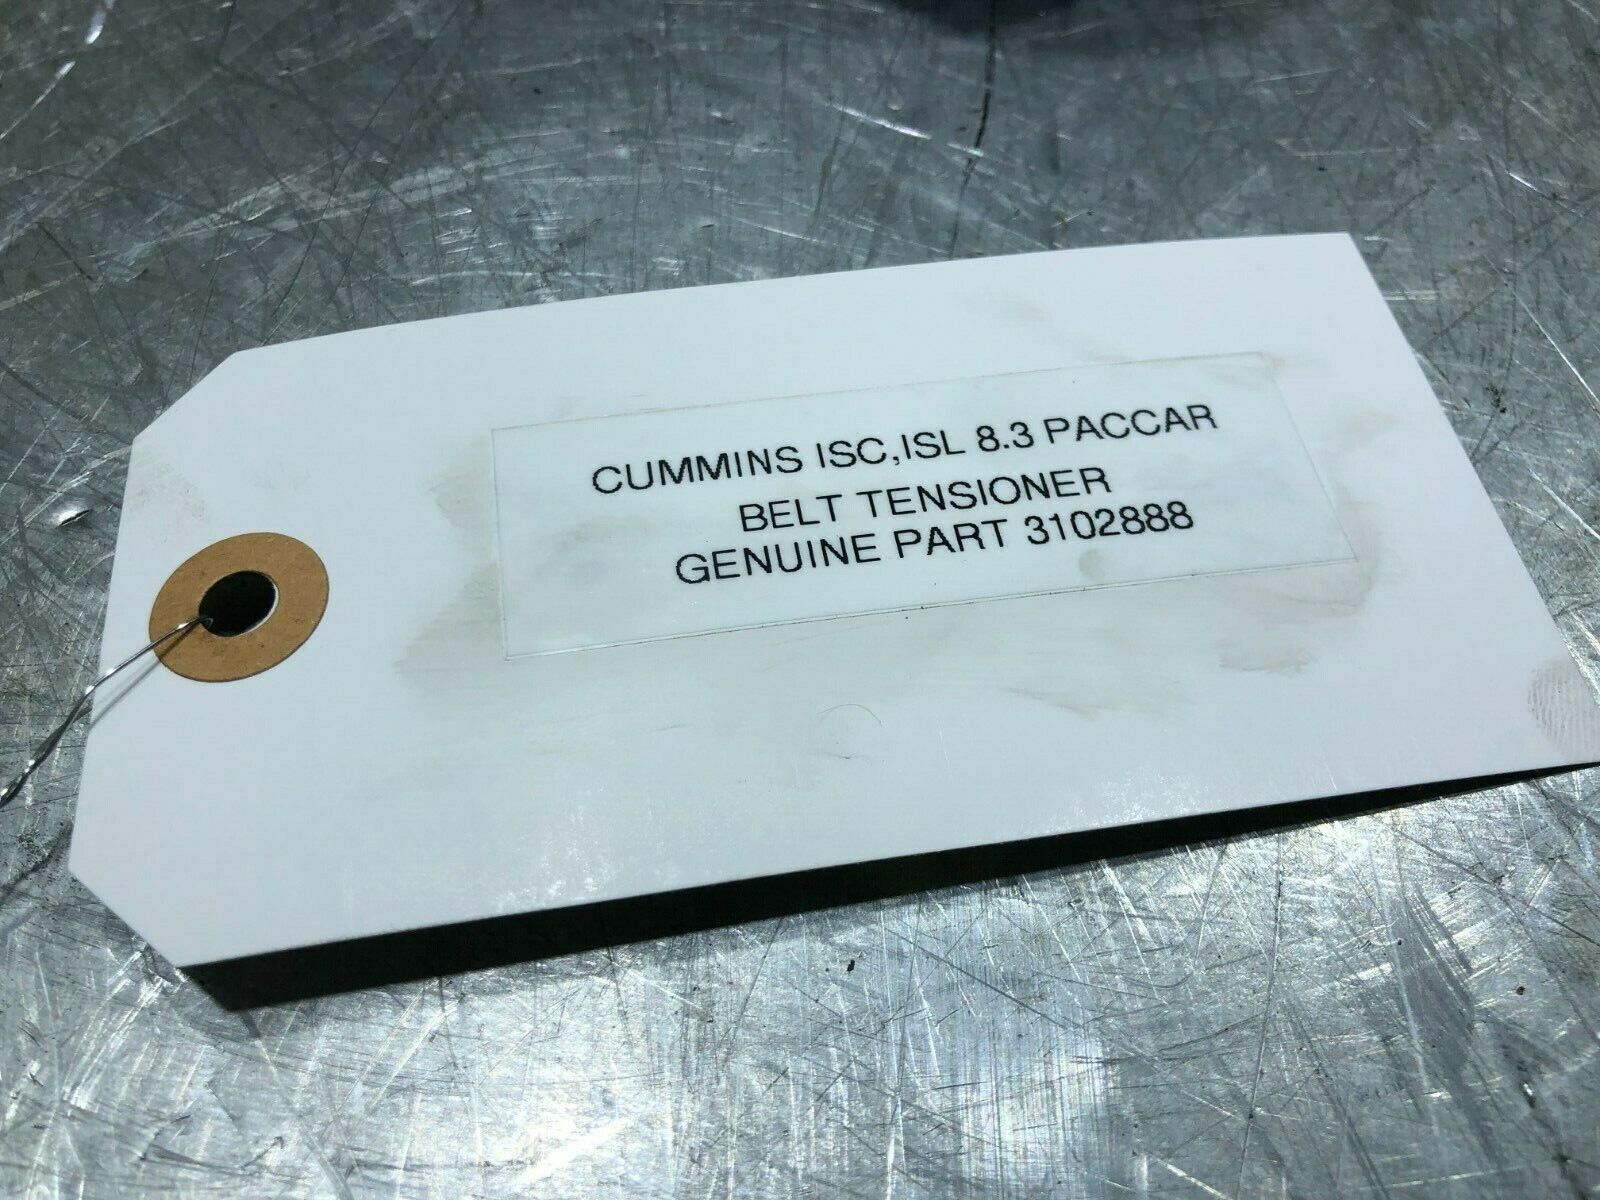 CUMMINS ISC,ISL 8.3 PACCAR
BELT TENSIONER
GENUINE PART 3102888